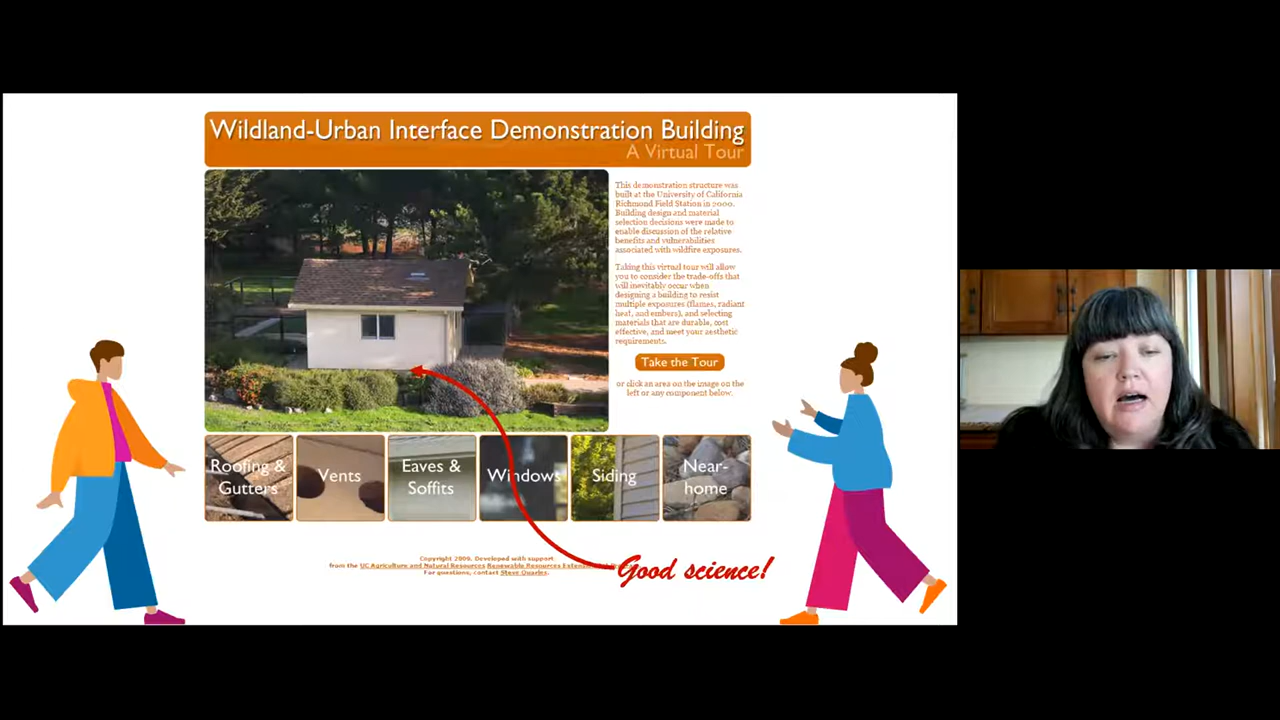 Wildland-Urban Interface Demonstration Building
A Virtual Tour
This demonstration structure was
built at the University of California
Richmond Field Station in 2000.
Building design and material
selection decisions were made to
enable discussion of the relative
benefits and vulnerabilities
associated with wildfire exposures.
Taking this virtual tour will allow
you to consider the trade-offs that
will inevitably occur when
designing a building to resist
multiple exposures (flames, radiant
heat, and embers), and selecting
materials that are durable, cost
effective, and meet your aesthetic
requirements.
Take the Tour
or click an area on the image on the
left or any component below.
Roofing &
Gutters
Vents
Eaves &
Soffits
Windows
Siding
Near-
home
Copyright 2009. Developed with support
from the UC Agriculture and Natural Resources Renewable Resources
For questions, contact Steve Quarles.
Good science!